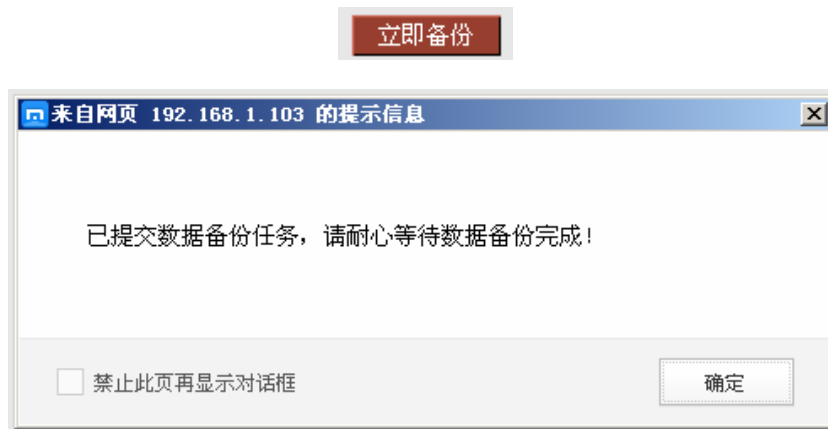 立即备份
来自网页 192.168.1.103 的提示信息
已提交数据备份任务，请耐心等待数据备份完成！
禁止此页再显示对话框
确定